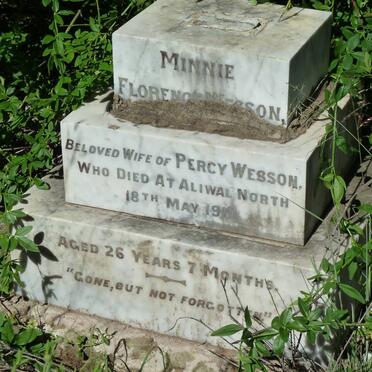 MINNIE
FLORENCE WESSON,
BELOVED WIFE OF PERCY WESSON,
WHO DIED AT ALIWAL NORTH
18TH MAY
AGED 26 YEARS 7 MONTHS.
"GONE, BUT NOT FORGOTTEN"